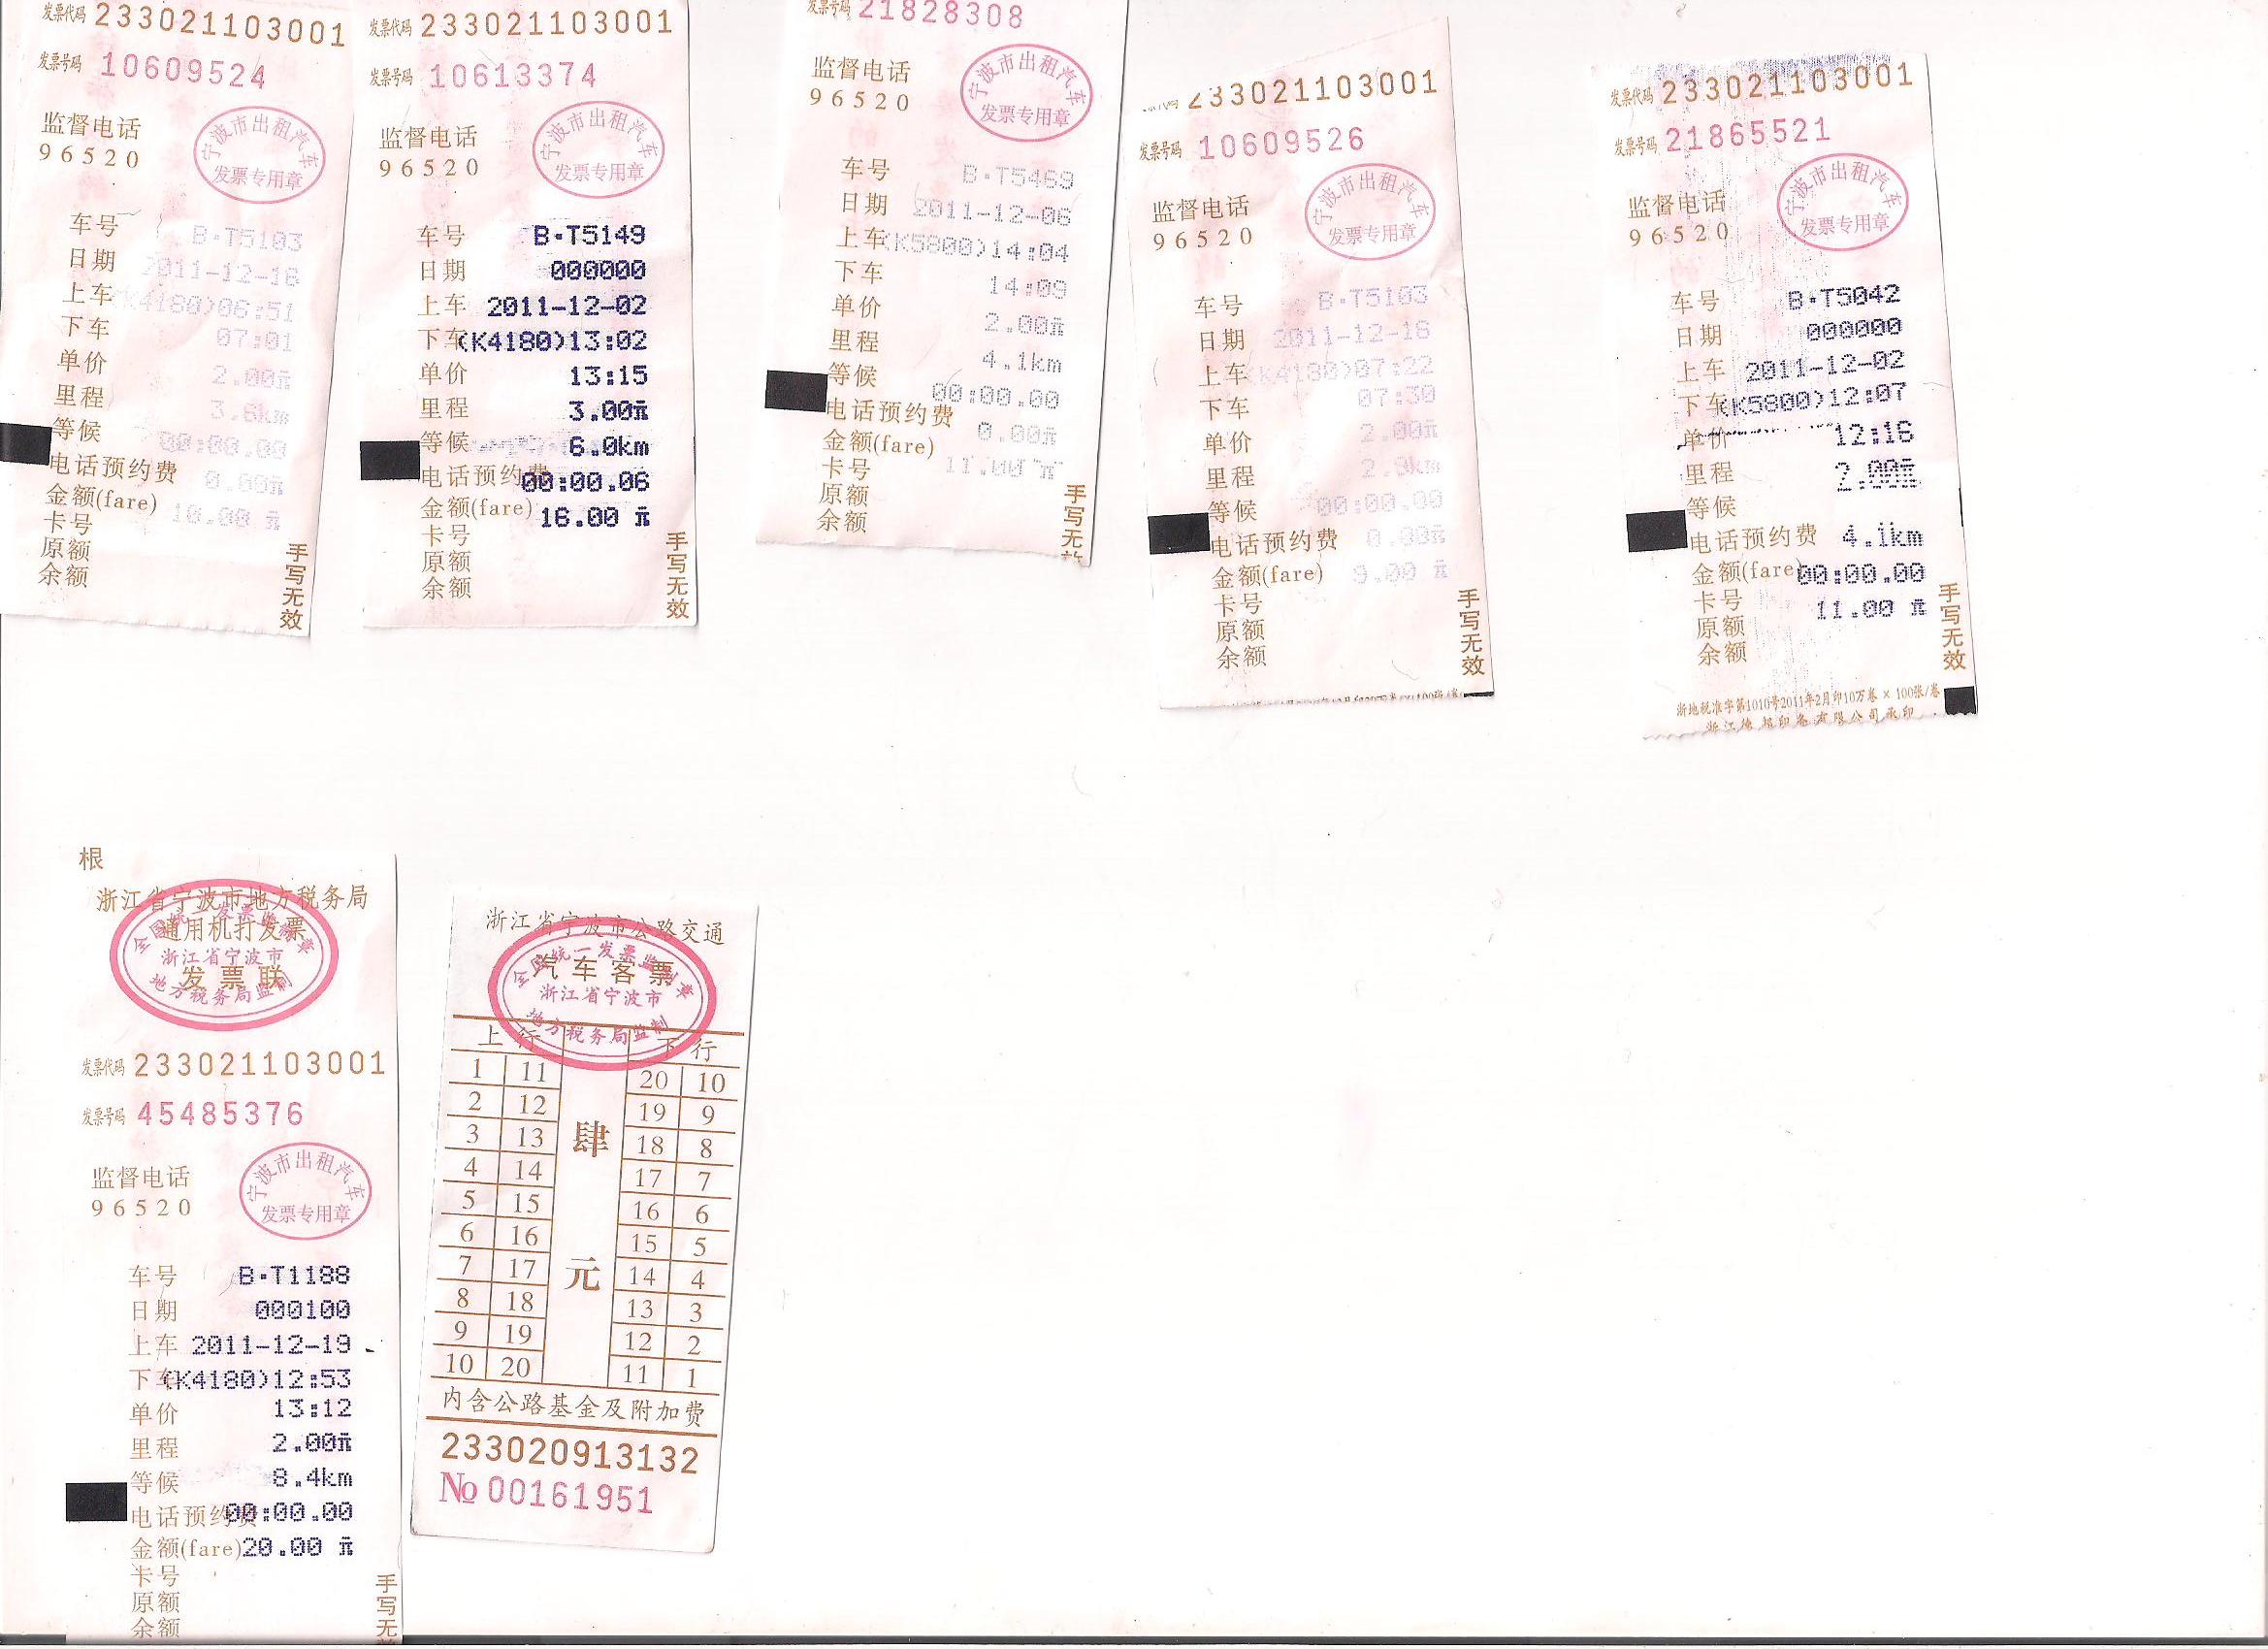 发票代码 233021103001
发票号码 10609524
监督电话
96520
宁波市出租汽车
发票专用章
车号 B·T5103
日期 2011-12-16
上车 (K4180)06:51
下车 07:01
单价 2.00元
里程 3.6km
等候 00:00.00
电话预约费 0.00元
金额(fare) 10.00 元
卡号
原额
余额
手写无效
发票代码 233021103001
发票号码 10613374
监督电话
96520
宁波市出租汽车
发票专用章
车号 B·T5149
日期 000000
上车 2011-12-02
下车 (K4180)13:02
单价 13:15
里程 3.00元
等候 6.0km
电话预约费 00:00.06
金额(fare) 16.00 元
卡号
原额
余额
手写无效
发票号码 21828308
监督电话
96520
宁波市出租汽车
发票专用章
车号 B·T5469
日期 2011-12-06
上车 (K5800)14:04
下车 14:09
单价 2.00元
里程 4.1km
等候 00:00.00
电话预约费 0.00元
金额(fare) 11.00 元
卡号
原额
余额
手写无效
233021103001
发票号码 10609526
监督电话
96520
宁波市出租汽车
发票专用章
车号 B·T5103
日期 2011-12-16
上车 (K4180)07:22
下车 07:30
单价 2.00元
里程
等候 00:00.00
电话预约费 0.00元
金额(fare) 9.00 元
卡号
原额
余额
手写无效
发票代码 233021103001
发票号码 21865521
监督电话
96520
宁波市出租汽车
发票专用章
车号 B·T5042
日期 000000
上车 2011-12-02
下车 (K5800)12:07
单价 12:16
里程 2.00元
等候
电话预约费 4.1km
金额(fare) 00:00.00
卡号 11.00 元
原额
余额
手写无效
浙地税准字第1010号2011年2月印10万卷×100张/卷
根
浙江省宁波市地方税务局
通用机打发票
发票联
全国统一发票监制章
浙江省宁波市
地方税务局监制
发票代码 233021103001
发票号码 45485376
监督电话
96520
宁波市出租汽车
发票专用章
车号 B·T1188
日期 000100
上车 2011-12-19
下车 (K4180)12:53
单价 13:12
里程 2.00元
等候 8.4km
电话预约费 00:00.00
金额(fare) 20.00 元
卡号
原额
余额
手写无效
浙江省宁波市公路交通
汽车客票
全国统一发票监制章
浙江省宁波市
地方税务局监制
上行 下行
1 11 20 10
2 12 19 9
3 13 18 8
4 14 17 7
5 15 16 6
6 16 15 5
7 17 14 4
8 18 13 3
9 19 12 2
10 20 11 1
肆元
内含公路基金及附加费
233020913132
№ 00161951